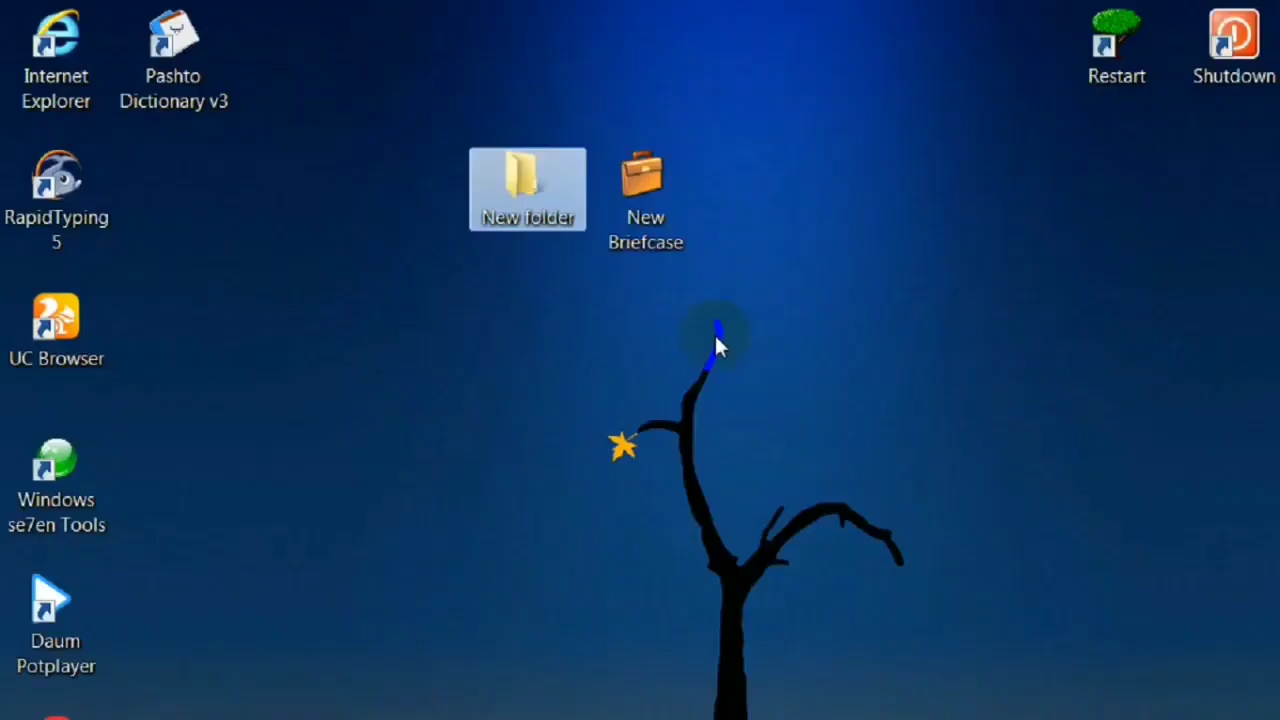 Internet
Explorer
Pashto
Dictionary v3
Restart
Shutdown
RapidTyping
5
New folder
New
Briefcase
UC Browser
Windows
se7en Tools
Daum
Potplayer